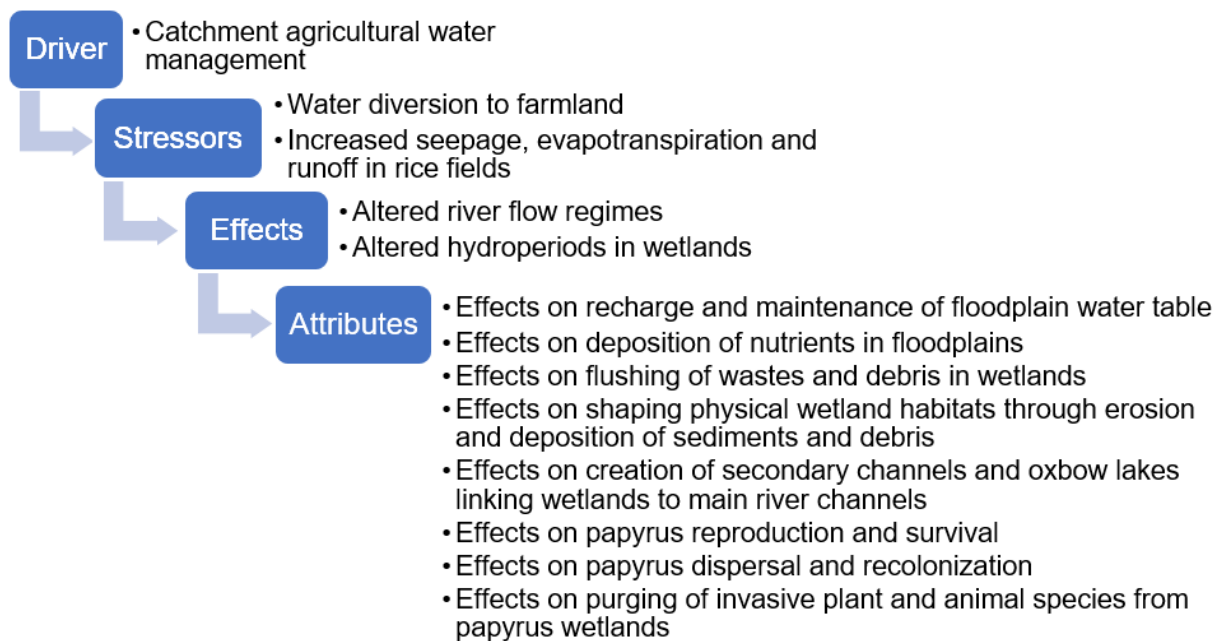 Driver
• Catchment agricultural water
management
Stressors
• Water diversion to farmland
• Increased seepage, evapotranspiration and
runoff in rice fields
Effects
• Altered river flow regimes
• Altered hydroperiods in wetlands
Attributes
• Effects on recharge and maintenance of floodplain water table
• Effects on deposition of nutrients in floodplains
• Effects on flushing of wastes and debris in wetlands
• Effects on shaping physical wetland habitats through erosion
and deposition of sediments and debris
• Effects on creation of secondary channels and oxbow lakes
linking wetlands to main river channels
• Effects on papyrus reproduction and survival
• Effects on papyrus dispersal and recolonization
• Effects on purging of invasive plant and animal species from
papyrus wetlands